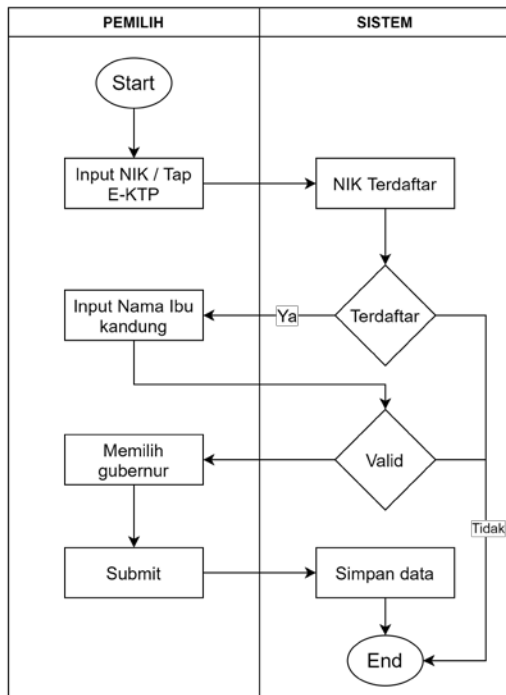 PEMILIH
SISTEM
Start
Input NIK / Tap
E-KTP
NIK Terdaftar
Input Nama Ibu
kandung
Ya
Terdaftar
Memilih
gubernur
Valid
Tidak
Submit
Simpan data
End